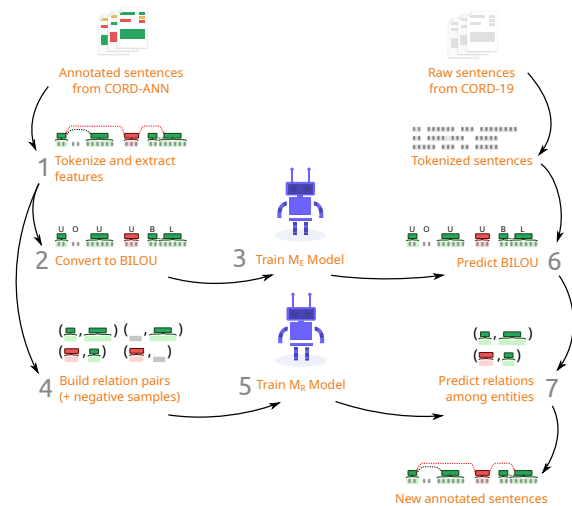 Annotated sentences
from CORD-ANN
Raw sentences
from CORD-19
1 Tokenize and extract
features
Tokenized sentences
U O U U B L
2 Convert to BILOU
3 Train M_E Model
U O U U B L
Predict BILOU 6
( , ) ( , )
( , ) ( , )
4 Build relation pairs
(+ negative samples)
5 Train M_R Model
( , )
( , )
Predict relations
among entities 7
New annotated sentences